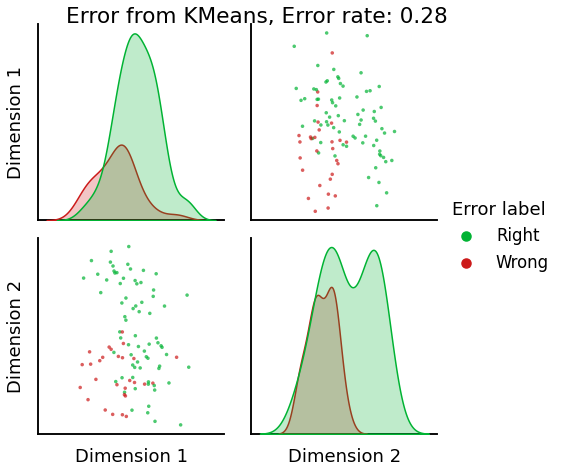 Error from KMeans, Error rate: 0.28
Dimension 1
Error label
Right
Wrong
Dimension 2
Dimension 1
Dimension 2